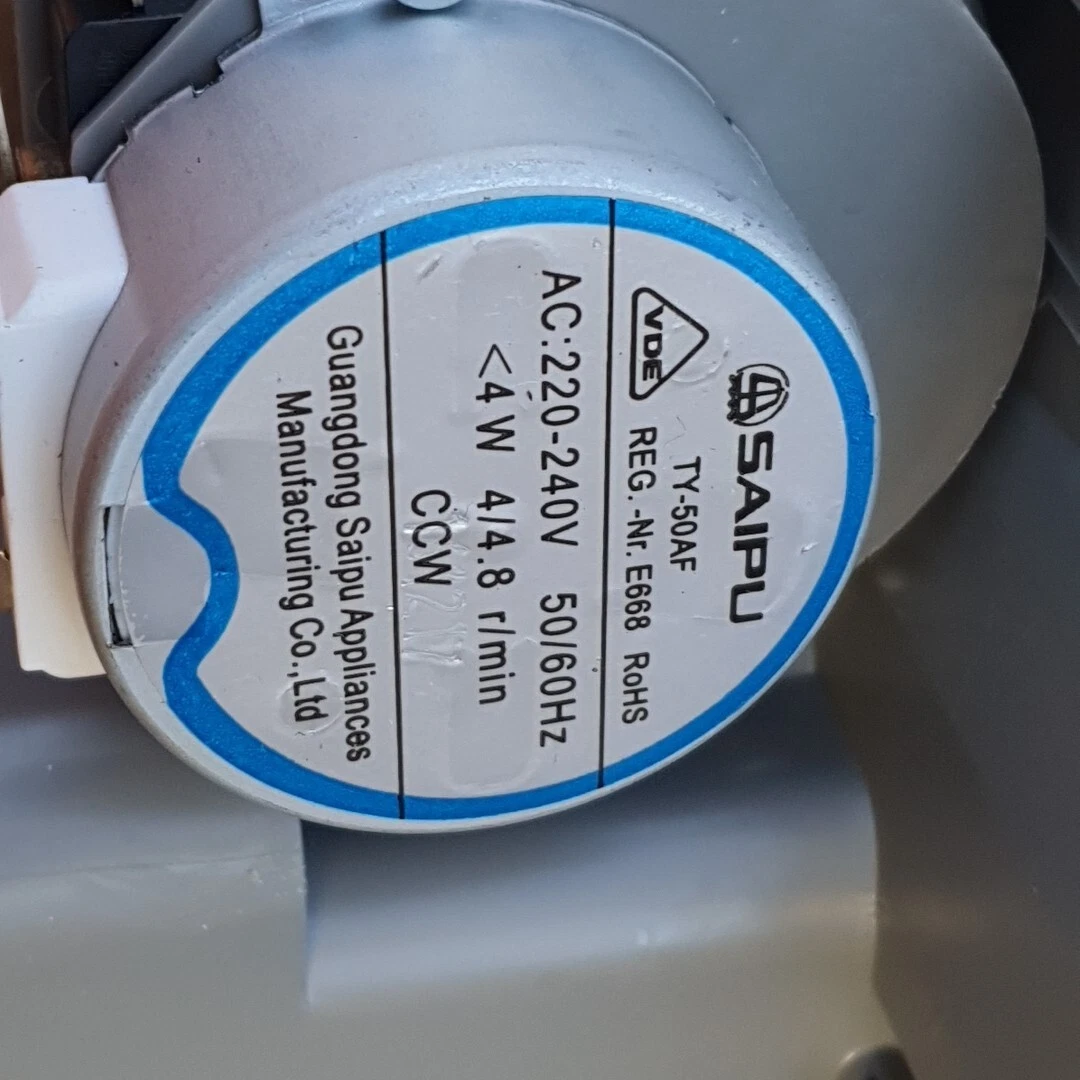 SAIPU
TY-50AF
VDE REG.-Nr. E668 RoHS
AC:220-240V 50/60Hz
<4W 4/4.8 r/min
CCW
Guangdong Saipu Appliances
Manufacturing Co.,Ltd